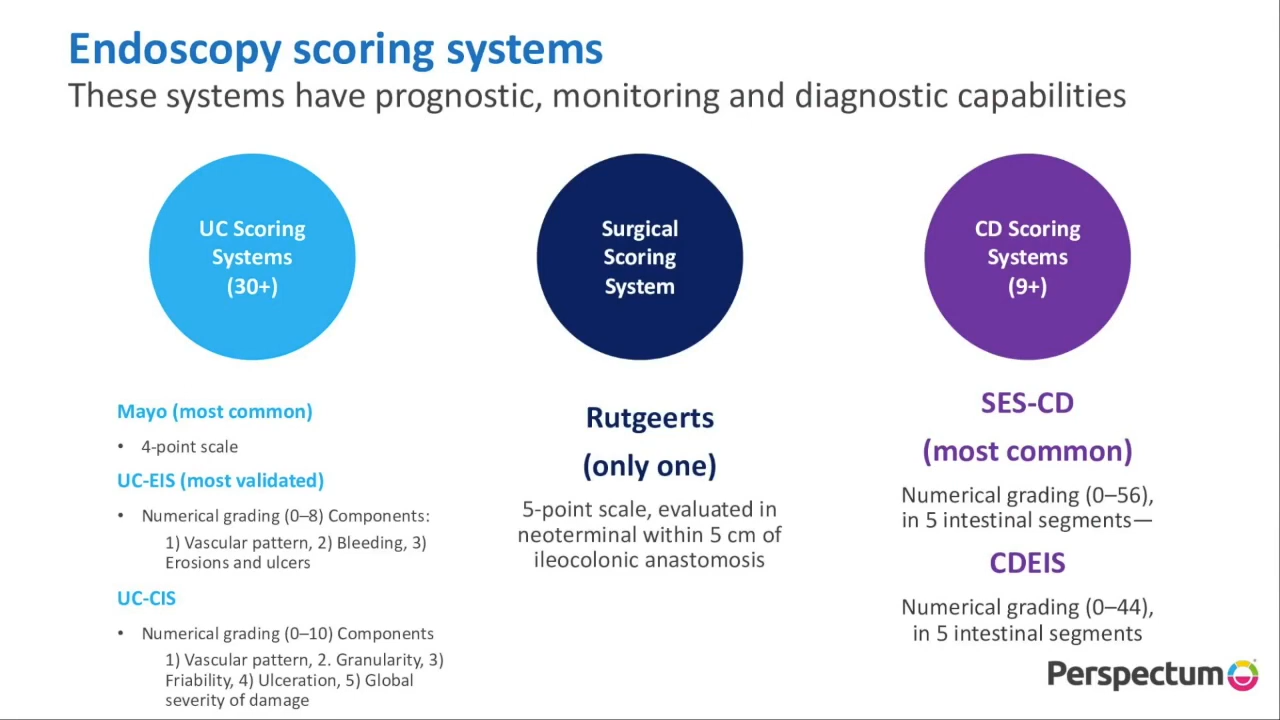 Endoscopy scoring systems
These systems have prognostic, monitoring and diagnostic capabilities
UC Scoring
Systems
(30+)
Mayo (most common)
• 4-point scale
UC-EIS (most validated)
• Numerical grading (0–8) Components:
1) Vascular pattern, 2) Bleeding, 3)
Erosions and ulcers
UC-CIS
• Numerical grading (0–10) Components
1) Vascular pattern, 2. Granularity, 3)
Friability, 4) Ulceration, 5) Global
severity of damage
Surgical
Scoring
System
Rutgeerts
(only one)
5-point scale, evaluated in
neoterminal within 5 cm of
ileocolonic anastomosis
CD Scoring
Systems
(9+)
SES-CD
(most common)
Numerical grading (0–56),
in 5 intestinal segments—
CDEIS
Numerical grading (0–44),
in 5 intestinal segments
Perspectum